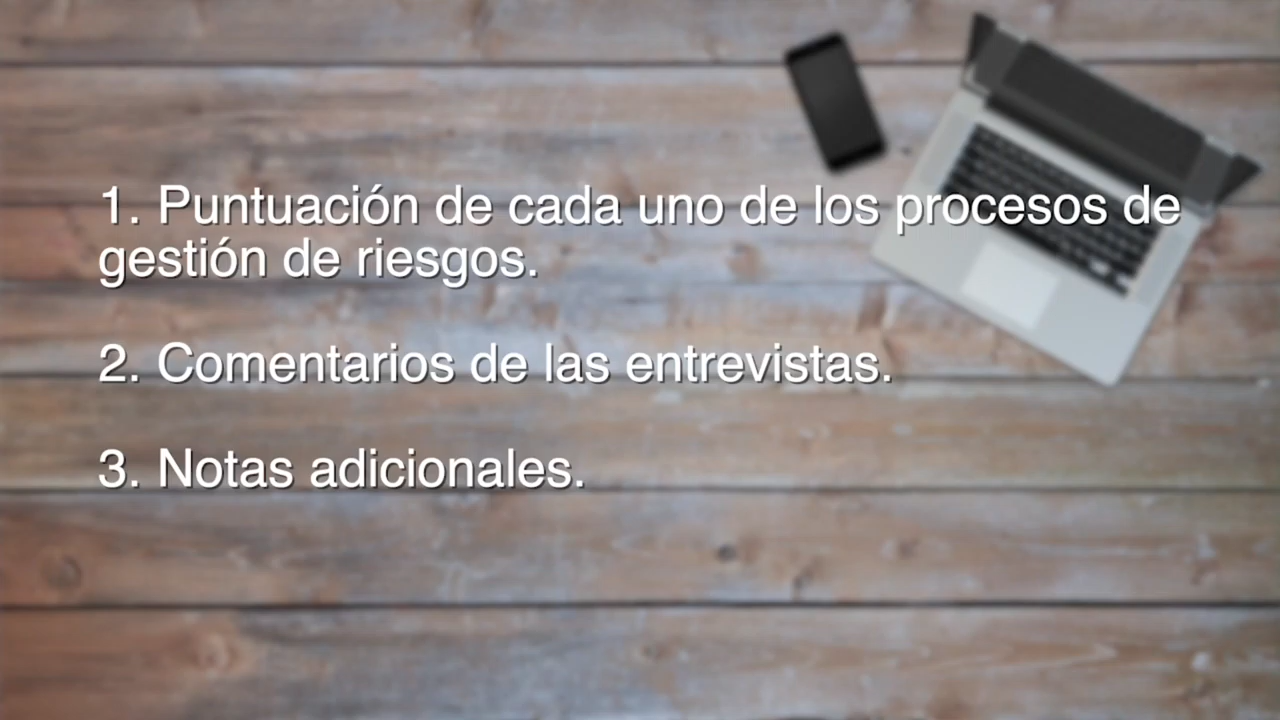 1. Puntuación de cada uno de los procesos de
gestión de riesgos.
2. Comentarios de las entrevistas.
3. Notas adicionales.